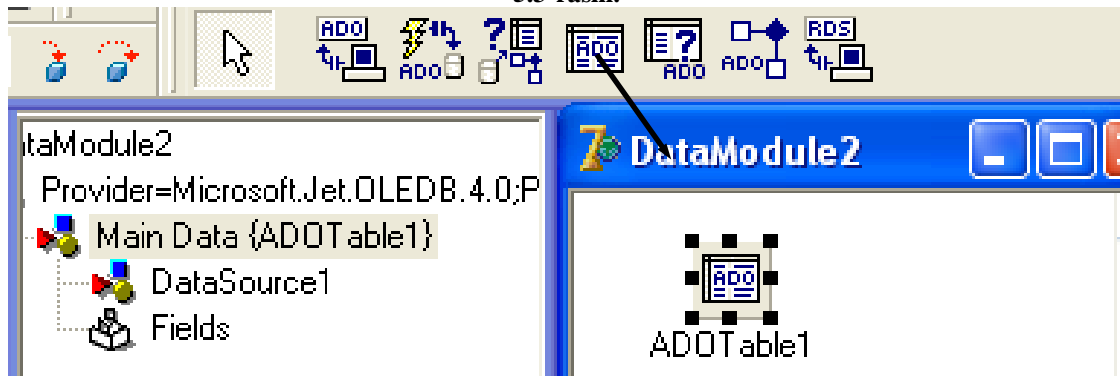 ADO
ADO
ADO
ADO
ADO
RDS
taModule2
Provider=Microsoft.Jet.OLEDB.4.0;P
Main Data {ADOTable1}
DataSource1
Fields
DataModule2
ADO
ADOTable1